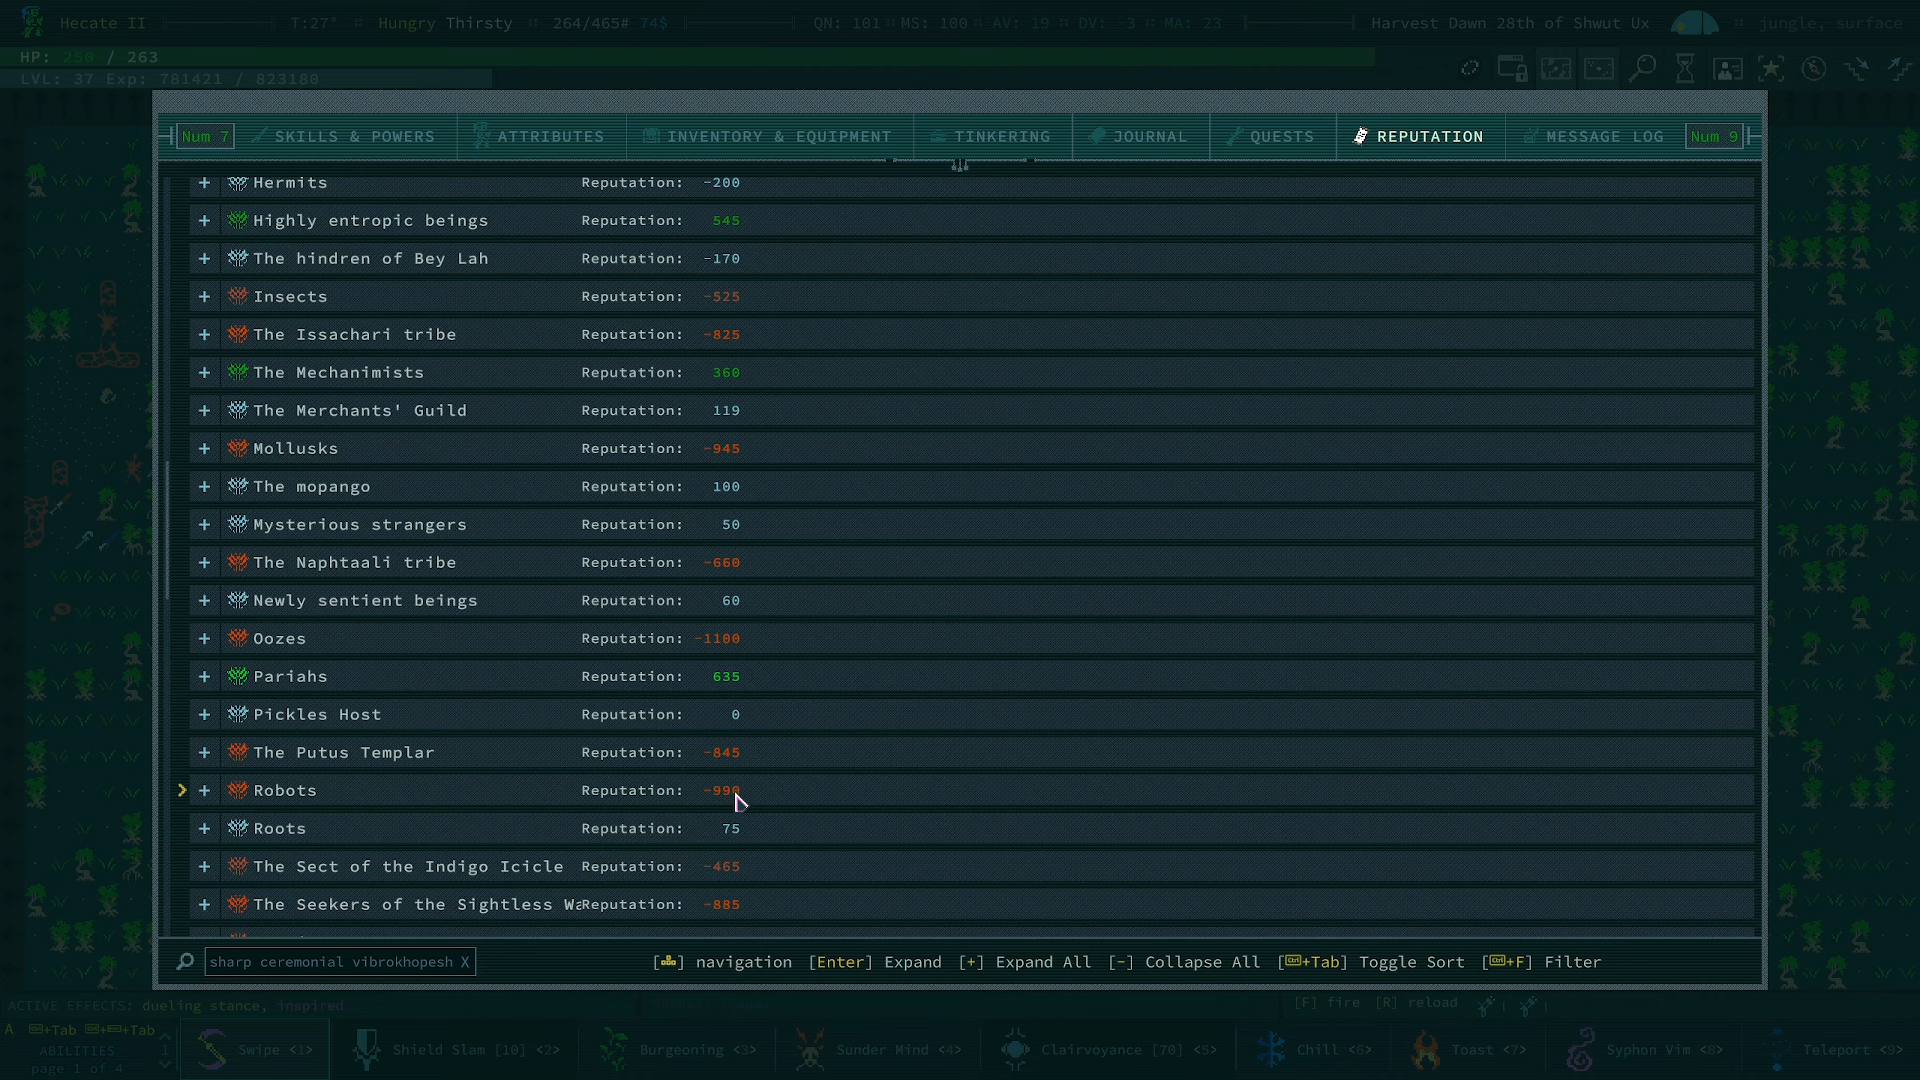 Hecate II T:27° Hungry Thirsty 264/465# 74$ QN: 101 MS: 100 AV: 19 DV: -3 MA: 23 Harvest Dawn 28th of Shwut Ux jungle, surface
HP: 250 / 263
LVL: 37 Exp: 781421 / 823180
Num 7 SKILLS & POWERS ATTRIBUTES INVENTORY & EQUIPMENT TINKERING JOURNAL QUESTS REPUTATION MESSAGE LOG Num 9
+ Hermits Reputation: -200
+ Highly entropic beings Reputation: 545
+ The hindren of Bey Lah Reputation: -170
+ Insects Reputation: -525
+ The Issachari tribe Reputation: -825
+ The Mechanimists Reputation: 360
+ The Merchants' Guild Reputation: 119
+ Mollusks Reputation: -945
+ The mopango Reputation: 100
+ Mysterious strangers Reputation: 50
+ The Naphtaali tribe Reputation: -660
+ Newly sentient beings Reputation: 60
+ Oozes Reputation: -1100
+ Pariahs Reputation: 635
+ Pickles Host Reputation: 0
+ The Putus Templar Reputation: -845
> + Robots Reputation: -990
+ Roots Reputation: 75
+ The Sect of the Indigo Icicle Reputation: -465
+ The Seekers of the Sightless Wa Reputation: -885
sharp ceremonial vibrokhopesh X [ ] navigation [Enter] Expand [+] Expand All [-] Collapse All [Ctrl+Tab] Toggle Sort [Ctrl+F] Filter
ACTIVE EFFECTS: dueling stance, inspired [F] fire [R] reload
A +Tab +Tab
ABILITIES 1
page 1 of 4
Swipe <1> Shield Slam [10] <2> Burgeoning <3> Sunder Mind <4> Clairvoyance [70] <5> Chill <6> Toast <7> Syphon Vim <8> Teleport <9>